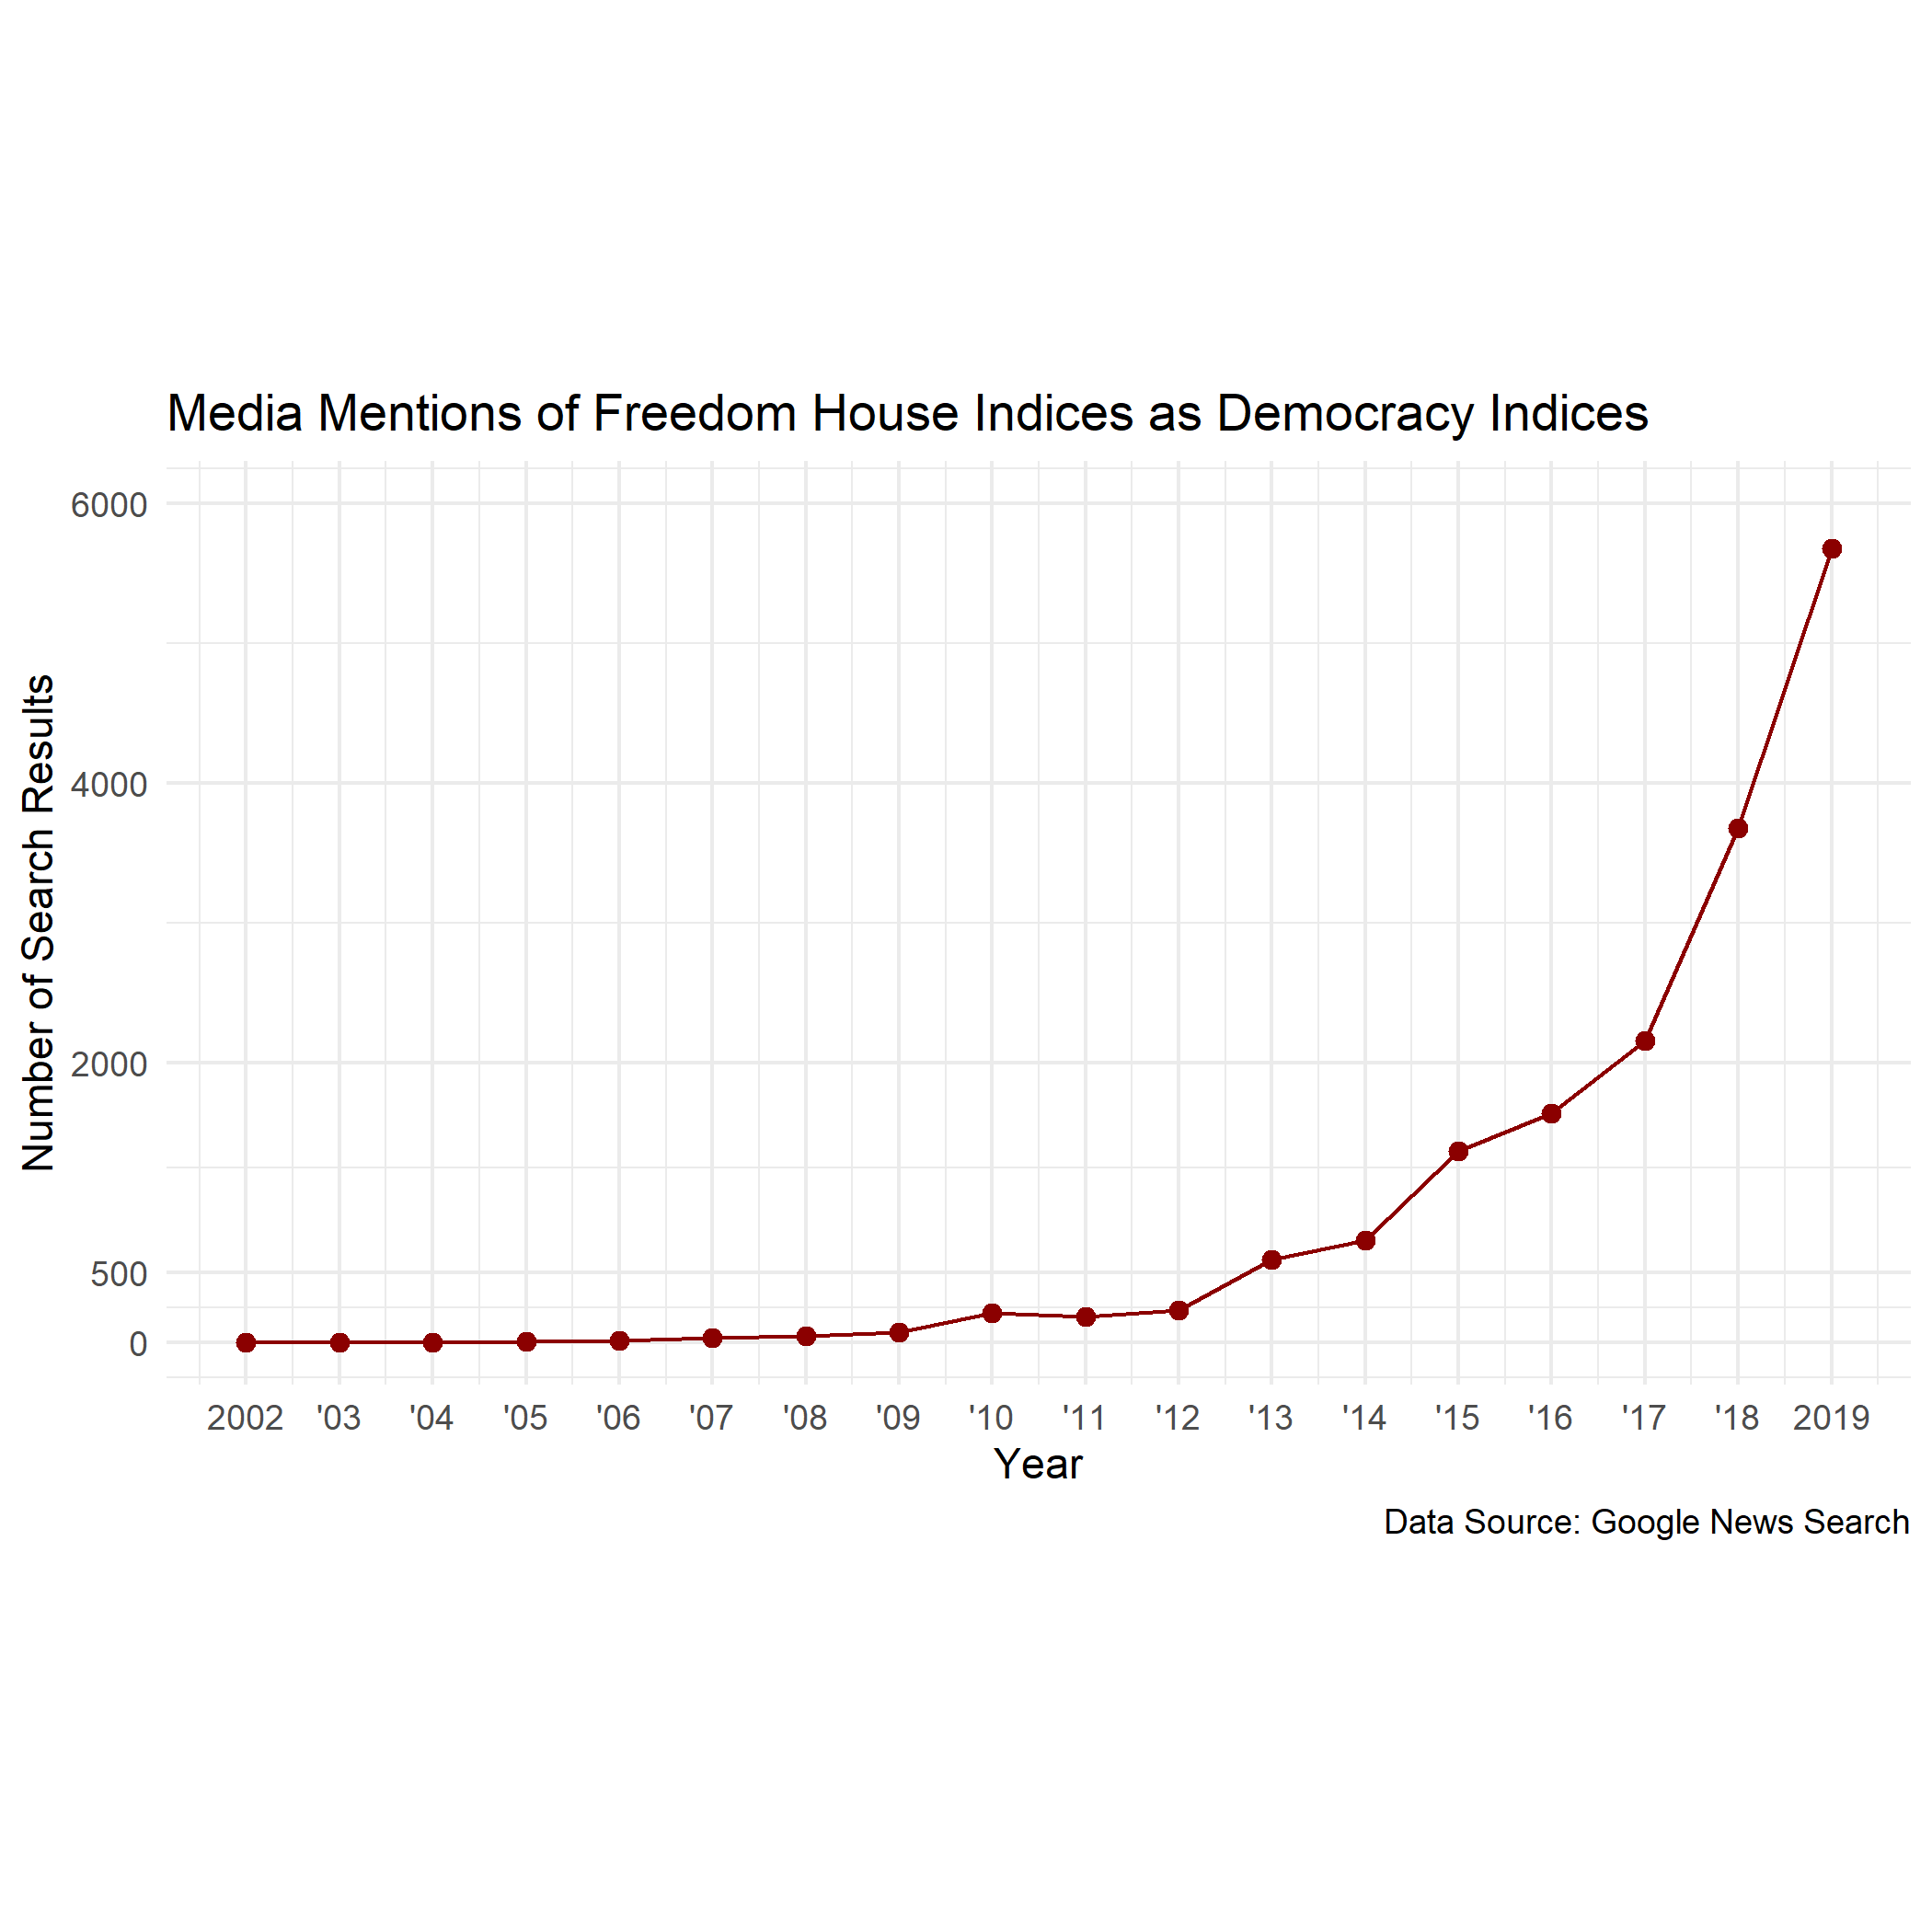 Media Mentions of Freedom House Indices as Democracy Indices
6000
4000
2000
500
0
Number of Search Results
2002 '03 '04 '05 '06 '07 '08 '09 '10 '11 '12 '13 '14 '15 '16 '17 '18 2019
Year
Data Source: Google News Search